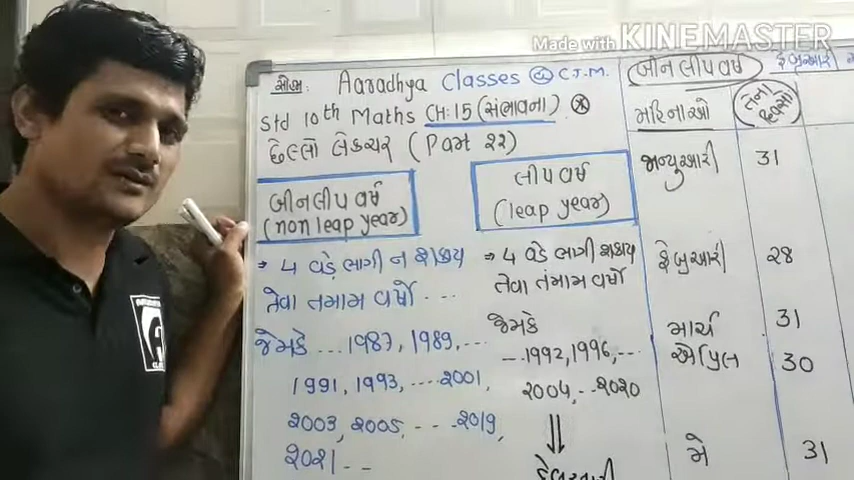 Made with KINEMASTER
Aaradhya Classes C.J.M.
Std 10th Maths CH:15 (સંભાવના)
છેલ્લો લેક્ચર (Part 22)
બીનલીપ વર્ષ
(non leap year)
→ 4 વડે ભાગી ન શકાય
તેવા તમામ વર્ષો ...
જેમકે ...1987, 1989,...
1991, 1993, ....2001,
2003, 2005, ... 2019,
2021 ..
લીપ વર્ષ
(leap year)
→ 4 વડે ભાગી શકાય
તેવા તમામ વર્ષો
જેમકે
...1992, 1996,...
2004,...2020
બીન લીપ વર્ષ
ફેબ્રુઆરી
મહિનાઓ
જાન્યુઆરી 31
ફેબ્રુઆરી 28
માર્ચ 31
એપ્રિલ 30
મે 31